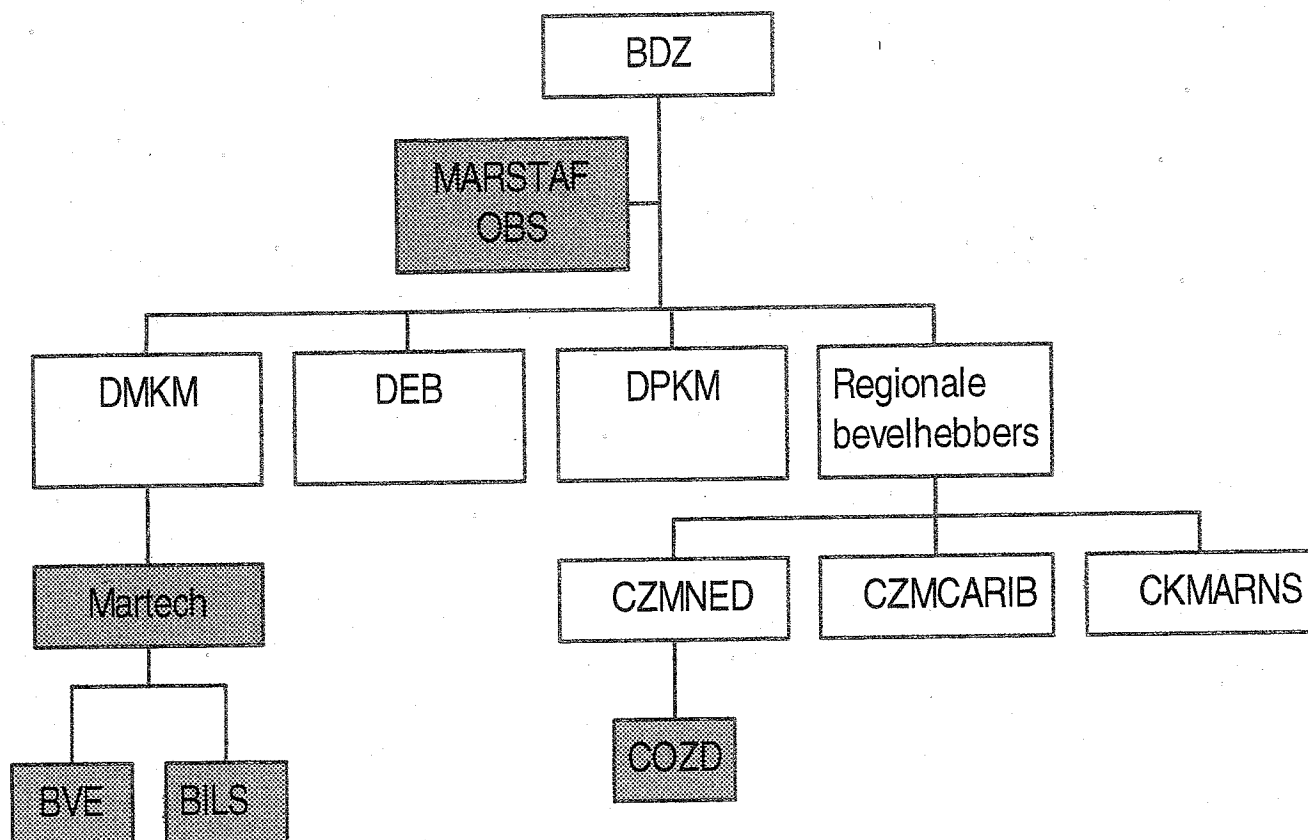 BDZ
MARSTAF
OBS
DMKM
DEB
DPKM
Regionale
bevelhebbers
Martech
CZMNED
CZMCARIB
CKMARNS
BVE
BILS
COZD